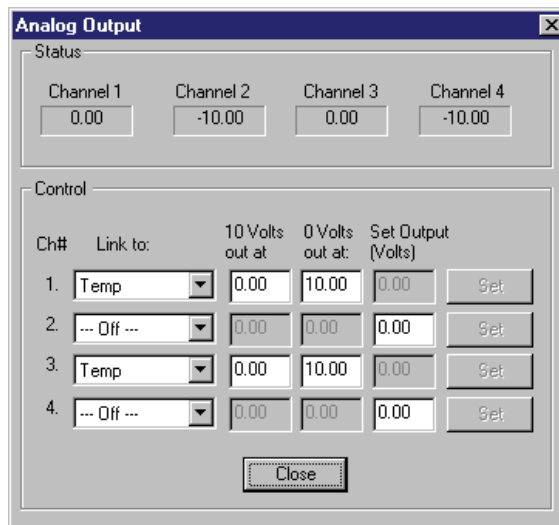 Analog Output
Status
Channel 1 Channel 2 Channel 3 Channel 4
0.00 -10.00 0.00 -10.00
Control
Ch# Link to: 10 Volts out at 0 Volts out at: Set Output (Volts)
1. Temp 0.00 10.00 0.00 Set
2. --- Off --- 0.00 0.00 0.00 Set
3. Temp 0.00 10.00 0.00 Set
4. --- Off --- 0.00 0.00 0.00 Set
Close